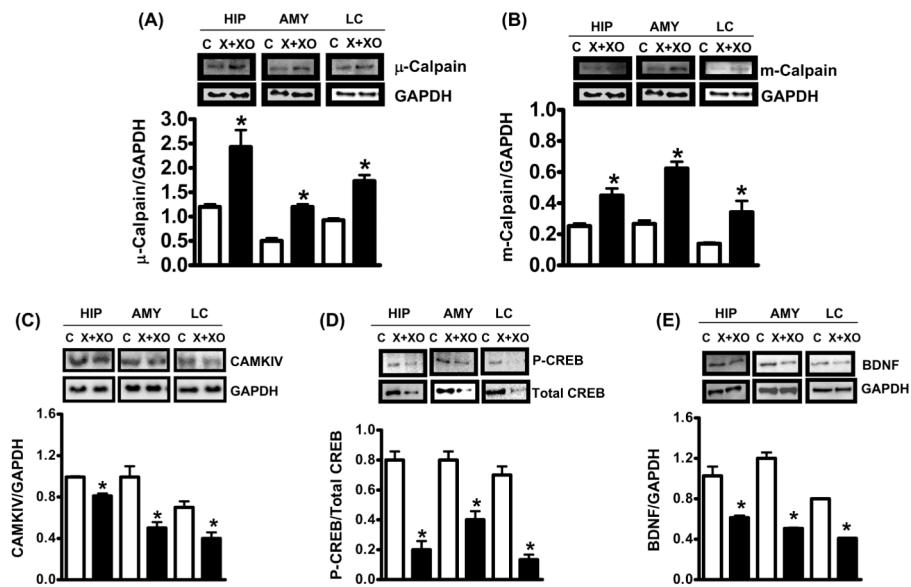 (A)
HIP AMY LC
C X+XO C X+XO C X+XO
μ-Calpain
GAPDH
μ-Calpain/GAPDH
3.0
2.5
2.0
1.5
1.0
0.5
0.0
* * *
(B)
HIP AMY LC
C X+XO C X+XO C X+XO
m-Calpain
GAPDH
m-Calpain/GAPDH
1.0
0.8
0.6
0.4
0.2
0.0
* * *
(C)
HIP AMY LC
C X+XO C X+XO C X+XO
CAMKIV
GAPDH
CAMKIV/GAPDH
1.6
1.2
0.8
0.4
0.0
* * *
(D)
HIP AMY LC
C X+XO C X+XO C X+XO
P-CREB
Total CREB
P-CREB/Total CREB
0.8
0.6
0.4
0.2
0.0
* * *
(E)
HIP AMY LC
C X+XO C X+XO C X+XO
BDNF
GAPDH
BDNF/GAPDH
1.6
1.2
0.8
0.4
0.0
* * *